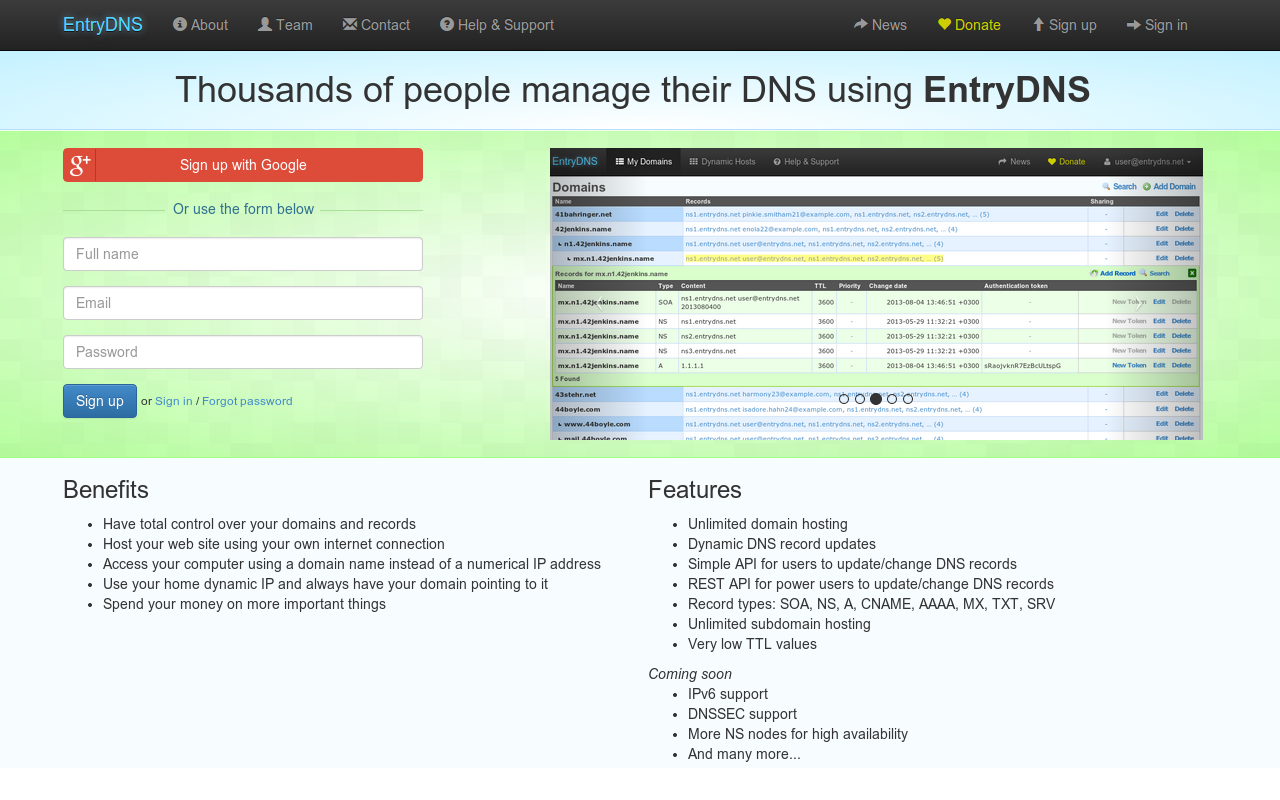 EntryDNS About Team Contact Help & Support News Donate Sign up Sign in
Thousands of people manage their DNS using EntryDNS
Sign up with Google
Or use the form below
Full name
Email
Password
Sign up or Sign in / Forgot password
EntryDNS My Domains Dynamic Hosts Help & Support News Donate user@entrydns.net
Domains Search Add Domain
Name Records Sharing
41bahringer.net ns1.entrydns.net pinkie.smitham21@example.com, ns1.entrydns.net, ns2.entrydns.net, ... (5) - Edit Delete
42jenkins.name ns1.entrydns.net enola22@example.com, ns1.entrydns.net, ns2.entrydns.net, ... (4) - Edit Delete
n1.42jenkins.name ns1.entrydns.net user@entrydns.net, ns1.entrydns.net, ns2.entrydns.net, ... (4) - Edit Delete
mx.n1.42jenkins.name ns1.entrydns.net user@entrydns.net, ns1.entrydns.net, ns2.entrydns.net, ... (5) - Edit Delete
Records for mx.n1.42jenkins.name Add Record Search
Name Type Content TTL Priority Change date Authentication token
mx.n1.42jenkins.name SOA ns1.entrydns.net user@entrydns.net 3600 - 2013-08-04 13:46:51 +0300 - New Token Edit Delete
2013080400
mx.n1.42jenkins.name NS ns1.entrydns.net 3600 - 2013-05-29 11:32:21 +0300 - New Token Edit Delete
mx.n1.42jenkins.name NS ns2.entrydns.net 3600 - 2013-05-29 11:32:21 +0300 - New Token Edit Delete
mx.n1.42jenkins.name NS ns3.entrydns.net 3600 - 2013-05-29 11:32:21 +0300 - New Token Edit Delete
mx.n1.42jenkins.name A 1.1.1.1 3600 - 2013-08-04 13:46:51 +0300 sRaojvknR7EzBcULtspG New Token Edit Delete
5 Found
43stehr.net ns1.entrydns.net harmony23@example.com, ns1.entrydns.net, ns2.entrydns.net, ... (4) - Edit Delete
44boyle.com ns1.entrydns.net isadore.hahn24@example.com, ns1.entrydns.net, ns2.entrydns.net, ... (4) - Edit Delete
www.44boyle.com ns1.entrydns.net user@entrydns.net, ns1.entrydns.net, ns2.entrydns.net, ... (4) - Edit Delete
mail.44boyle.com ns1.entrydns.net user@entrydns.net, ns1.entrydns.net, ns2.entrydns.net, ... (4) - Edit Delete
Benefits
Have total control over your domains and records
Host your web site using your own internet connection
Access your computer using a domain name instead of a numerical IP address
Use your home dynamic IP and always have your domain pointing to it
Spend your money on more important things
Features
Unlimited domain hosting
Dynamic DNS record updates
Simple API for users to update/change DNS records
REST API for power users to update/change DNS records
Record types: SOA, NS, A, CNAME, AAAA, MX, TXT, SRV
Unlimited subdomain hosting
Very low TTL values
Coming soon
IPv6 support
DNSSEC support
More NS nodes for high availability
And many more...